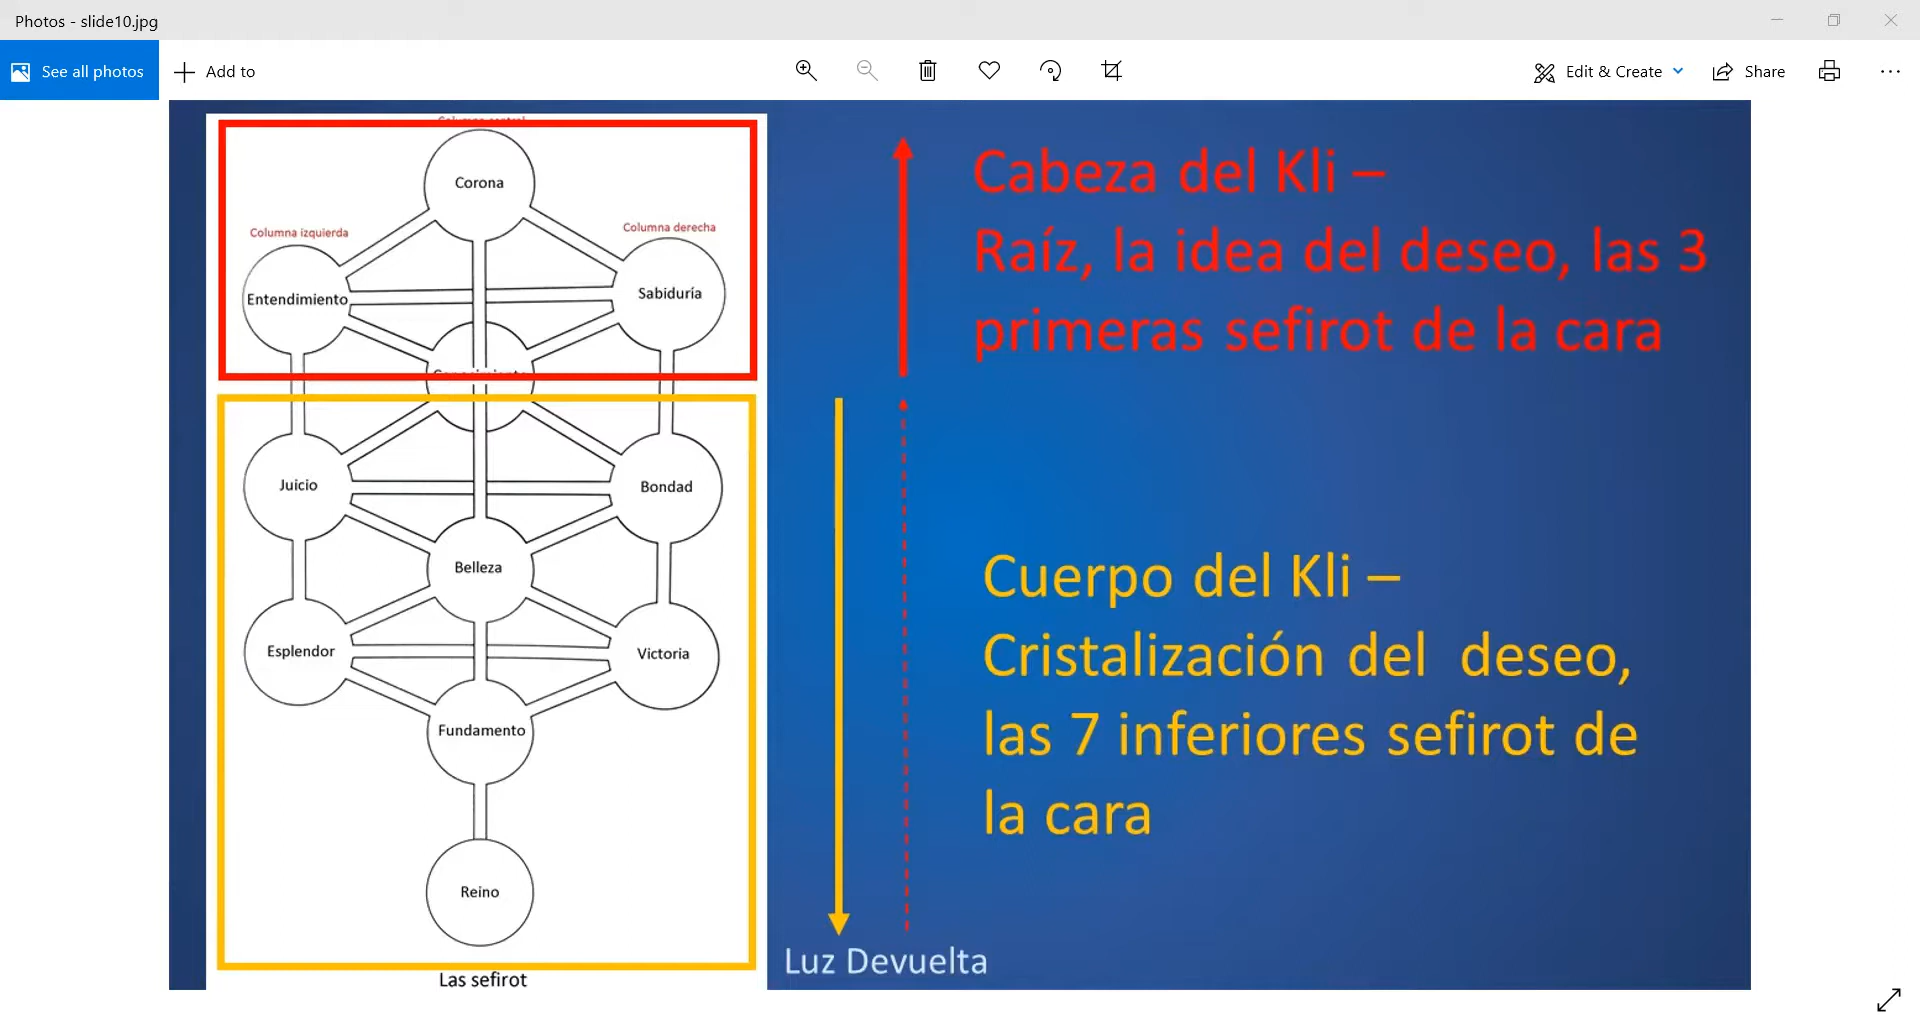 Photos - slide10.jpg
See all photos
Add to
Edit & Create
Share
Corona
Columna izquierda
Columna derecha
Entendimiento
Sabiduría
Juicio
Bondad
Belleza
Esplendor
Victoria
Fundamento
Reino
Las sefirot
Cabeza del Kli –
Raíz, la idea del deseo, las 3
primeras sefirot de la cara
Cuerpo del Kli –
Cristalización del deseo,
las 7 inferiores sefirot de
la cara
Luz Devuelta